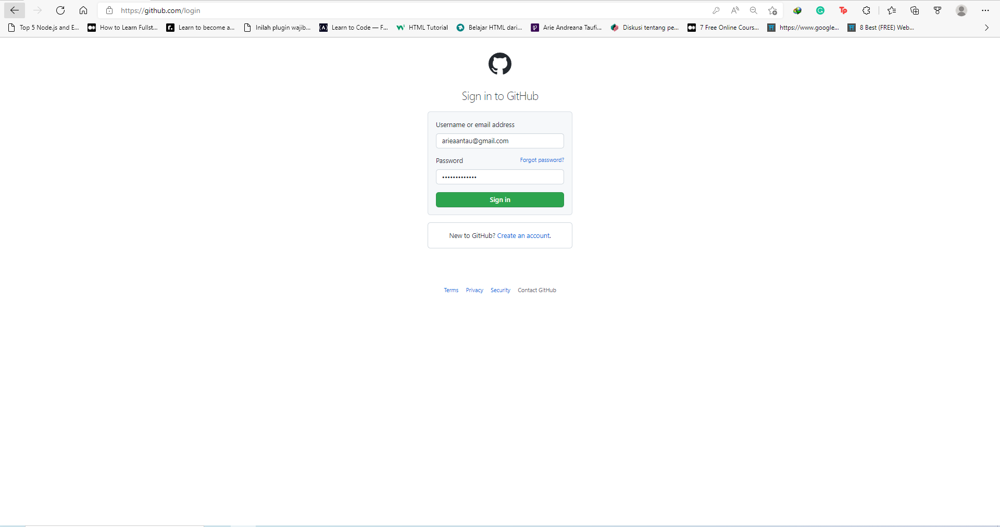 https://github.com/login
Top 5 Node.js and E...
How to Learn Fullst...
Learn to become a...
Inilah plugin wajib...
Learn to Code — F...
HTML Tutorial
Belajar HTML dari...
Arie Andreana Taufi...
Diskusi tentang pe...
7 Free Online Cours...
https://www.google...
8 Best (FREE) Web...
Sign in to GitHub
Username or email address
arieaantau@gmail.com
Password
Forgot password?
•••••••••••••
Sign in
New to GitHub? Create an account.
Terms Privacy Security Contact GitHub